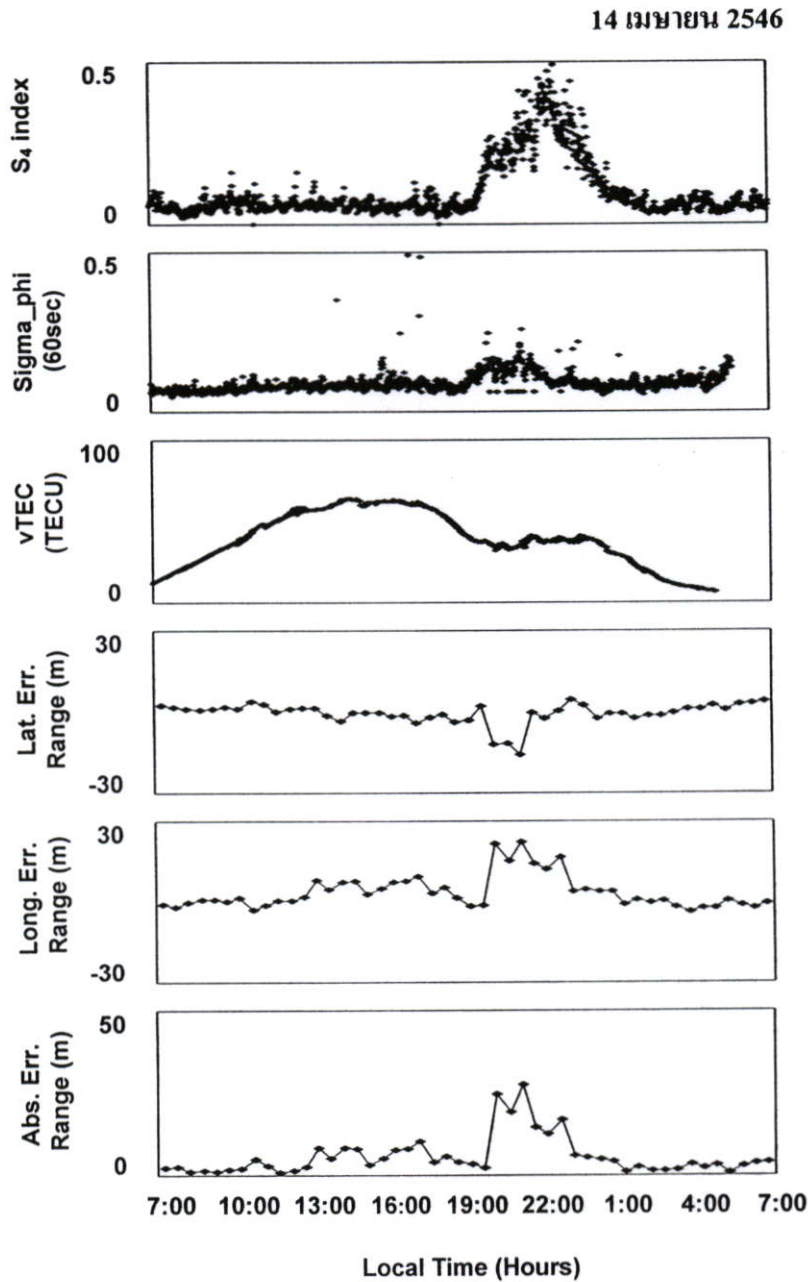 14 เมษายน 2546
0.5
S₄ index
0
0.5
Sigma_phi
(60sec)
0
100
vTEC
(TECU)
0
30
Lat. Err.
Range (m)
-30
30
Long. Err.
Range (m)
-30
50
Abs. Err.
Range (m)
0
7:00 10:00 13:00 16:00 19:00 22:00 1:00 4:00 7:00
Local Time (Hours)